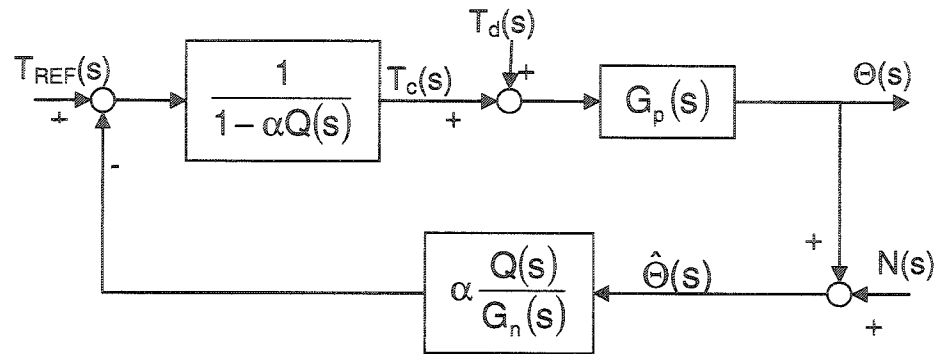 T_REF(s)
+
-
1
1 - αQ(s)
T_c(s)
+
T_d(s)
+
G_p(s)
Θ(s)
+
N(s)
+
Θ̂(s)
α Q(s)
G_n(s)